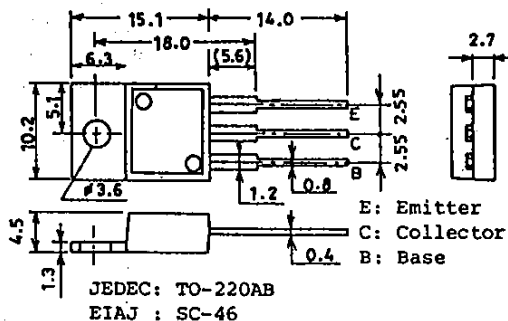 15.1
14.0
18.0
(5.6)
6.3
2.7
10.2
5.1
E
2.55
C
2.55
B
ø3.6
1.2
0.8
E: Emitter
C: Collector
B: Base
4.5
1.3
0.4
JEDEC: TO-220AB
EIAJ : SC-46